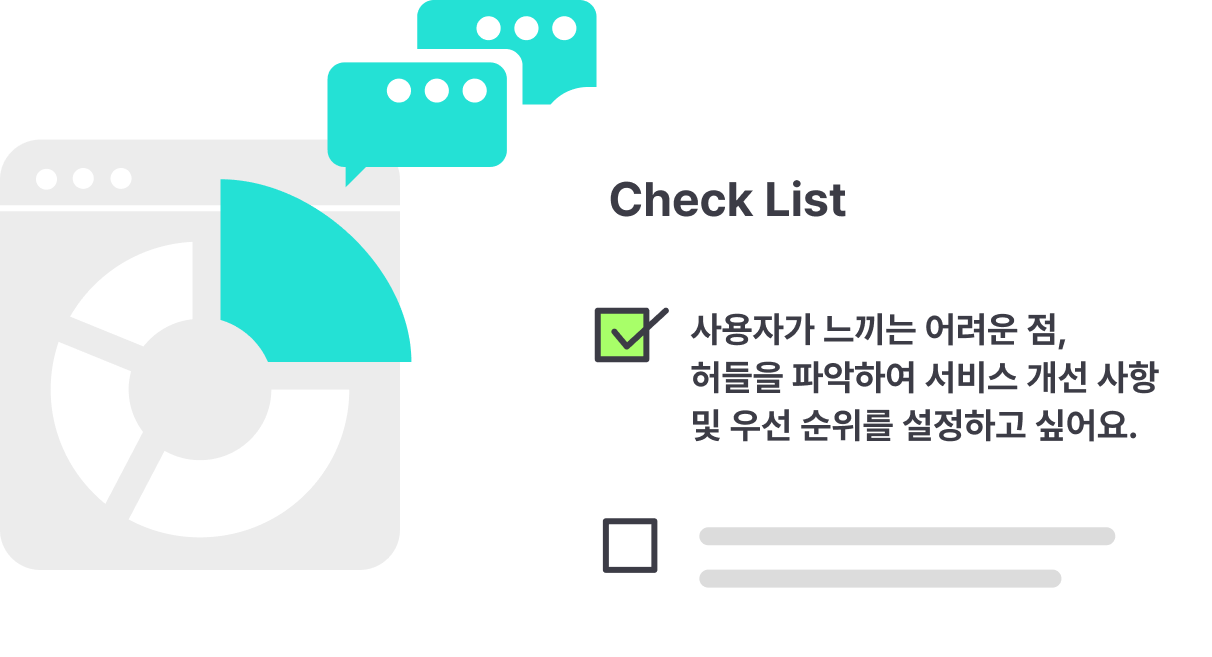 Check List
사용자가 느끼는 어려운 점,
허들을 파악하여 서비스 개선 사항
및 우선 순위를 설정하고 싶어요.